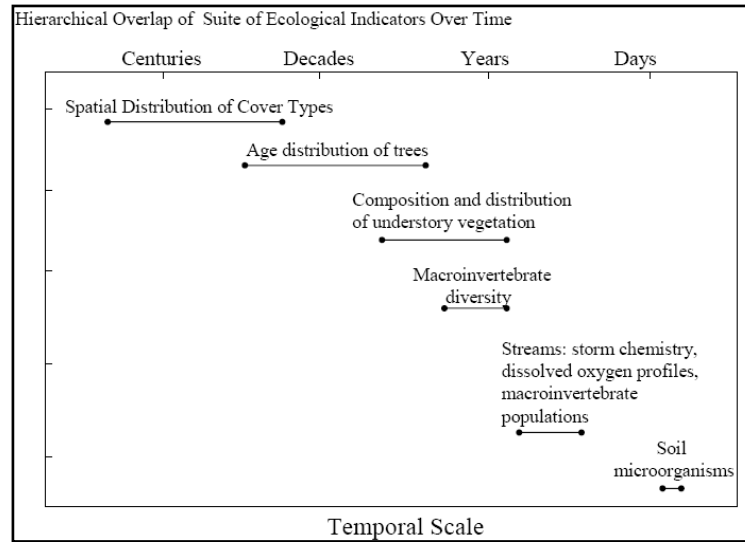 Hierarchical Overlap of  Suite of Ecological Indicators Over Time
Centuries Decades Years Days
Spatial Distribution of Cover Types
Age distribution of trees
Composition and distribution
of understory vegetation
Macroinvertebrate
diversity
Streams: storm chemistry,
dissolved oxygen profiles,
macroinvertebrate
populations
Soil
microorganisms
Temporal Scale